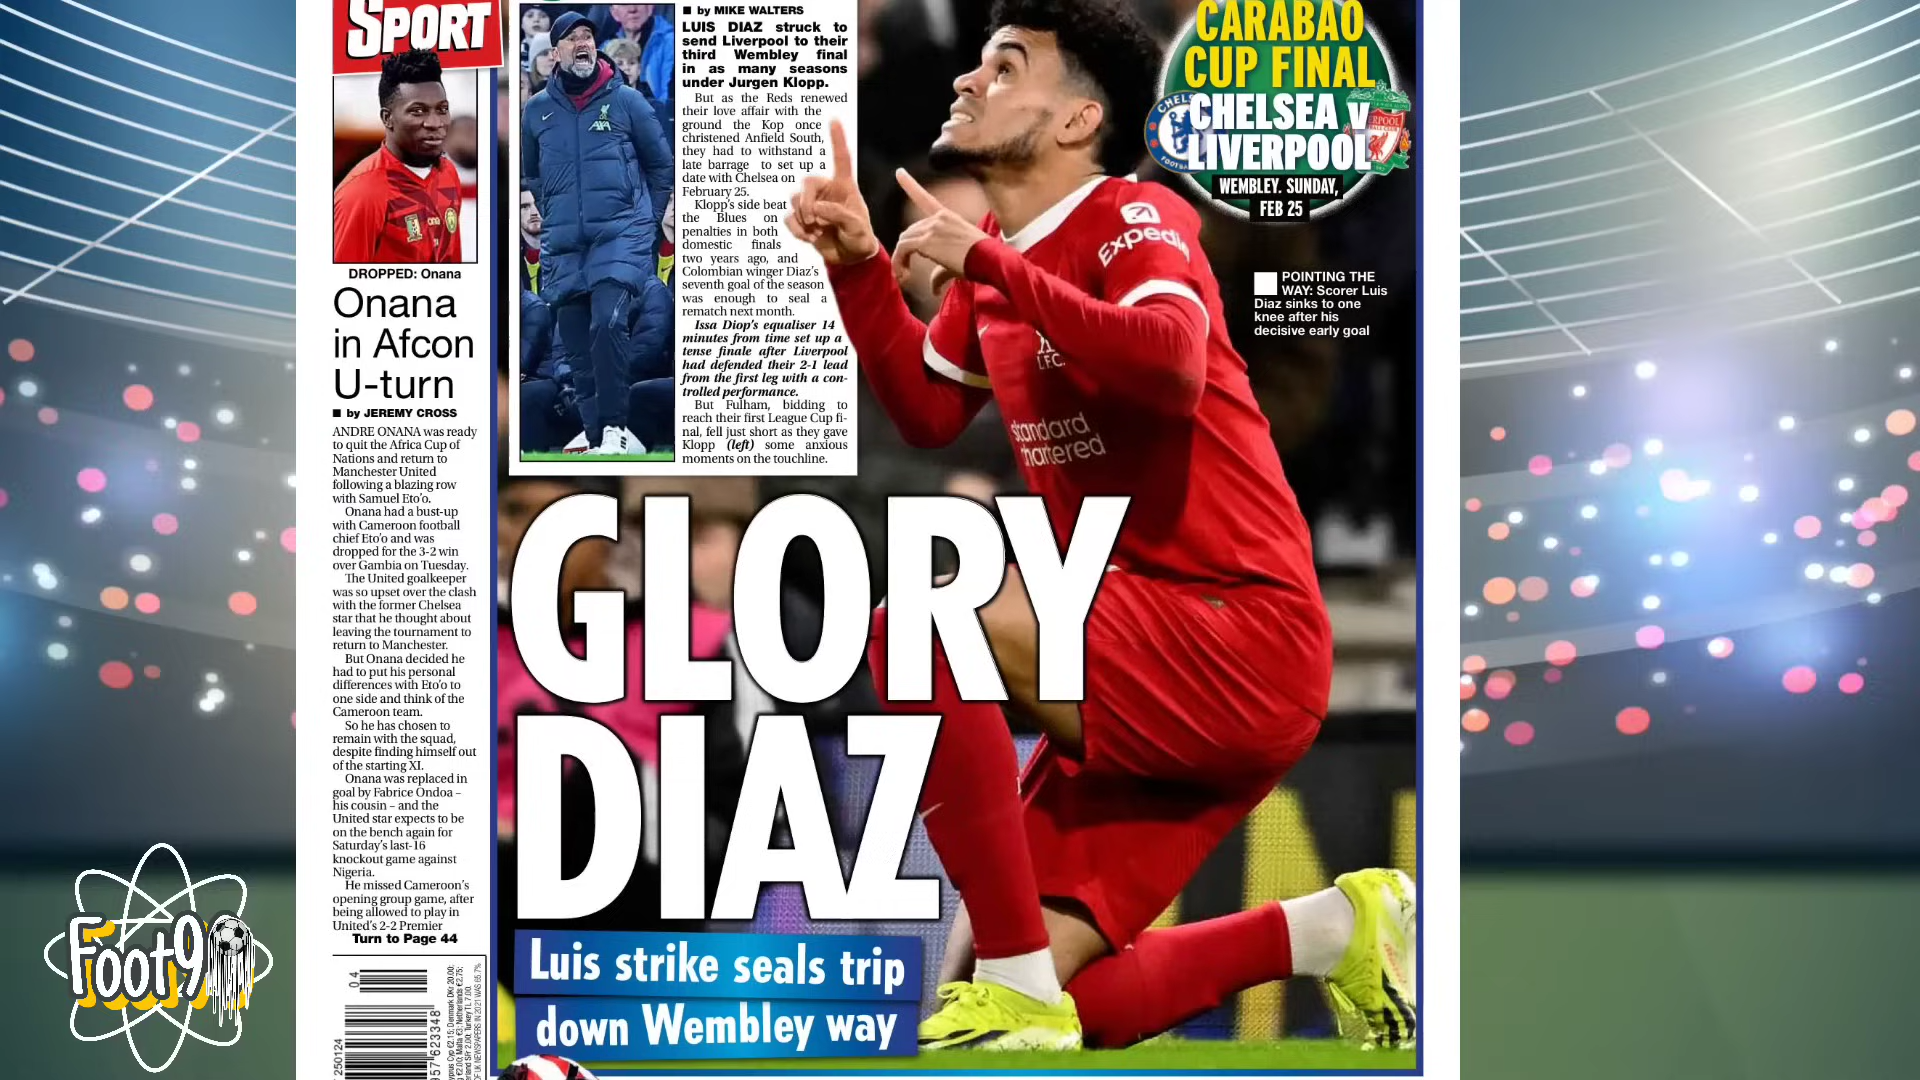 SPORT
DROPPED: Onana
Onana
in Afcon
U-turn
by JEREMY CROSS
ANDRE ONANA was ready
to quit the Africa Cup of
Nations and return to
Manchester United
following a blazing row
with Samuel Eto'o.
Onana had a bust-up
with Cameroon football
chief Eto'o and was
dropped for the 3-2 win
over Gambia on Tuesday.
The United goalkeeper
was so upset over the clash
with the former Chelsea
star that he thought about
leaving the tournament to
return to Manchester.
But Onana decided he
had to put his personal
differences with Eto'o to
one side and think of the
Cameroon team.
So he has chosen to
remain with the squad,
despite finding himself out
of the starting XI.
Onana was replaced in
goal by Fabrice Ondoa –
his cousin – and the
United star expects to be
on the bench again for
Saturday's last-16
knockout game against
Nigeria.
He missed Cameroon's
opening group game, after
being allowed to play in
United's 2-2 Premier
Turn to Page 44
by MIKE WALTERS
LUIS DIAZ struck to
send Liverpool to their
third Wembley final
in as many seasons
under Jurgen Klopp.
But as the Reds renewed
their love affair with the
ground the Kop once
christened Anfield South,
they had to withstand a
late barrage to set up a
date with Chelsea on
February 25.
Klopp's side beat
the Blues on
penalties in both
domestic finals
two years ago, and
Colombian winger Diaz's
seventh goal of the season
was enough to seal a
rematch next month.
Issa Diop's equaliser 14
minutes from time set up a
tense finale after Liverpool
had defended their 2-1 lead
from the first leg with a con-
trolled performance.
But Fulham, bidding to
reach their first League Cup fi-
nal, fell just short as they gave
Klopp (left) some anxious
moments on the touchline.
CARABAO
CUP FINAL
CHELSEA V
LIVERPOOL
WEMBLEY. SUNDAY,
FEB 25
POINTING THE
WAY: Scorer Luis
Diaz sinks to one
knee after his
decisive early goal
Expedi
L.F.C.
standard
chartered
GLORY
DIAZ
Luis strike seals trip
down Wembley way
04
250124
Foot90